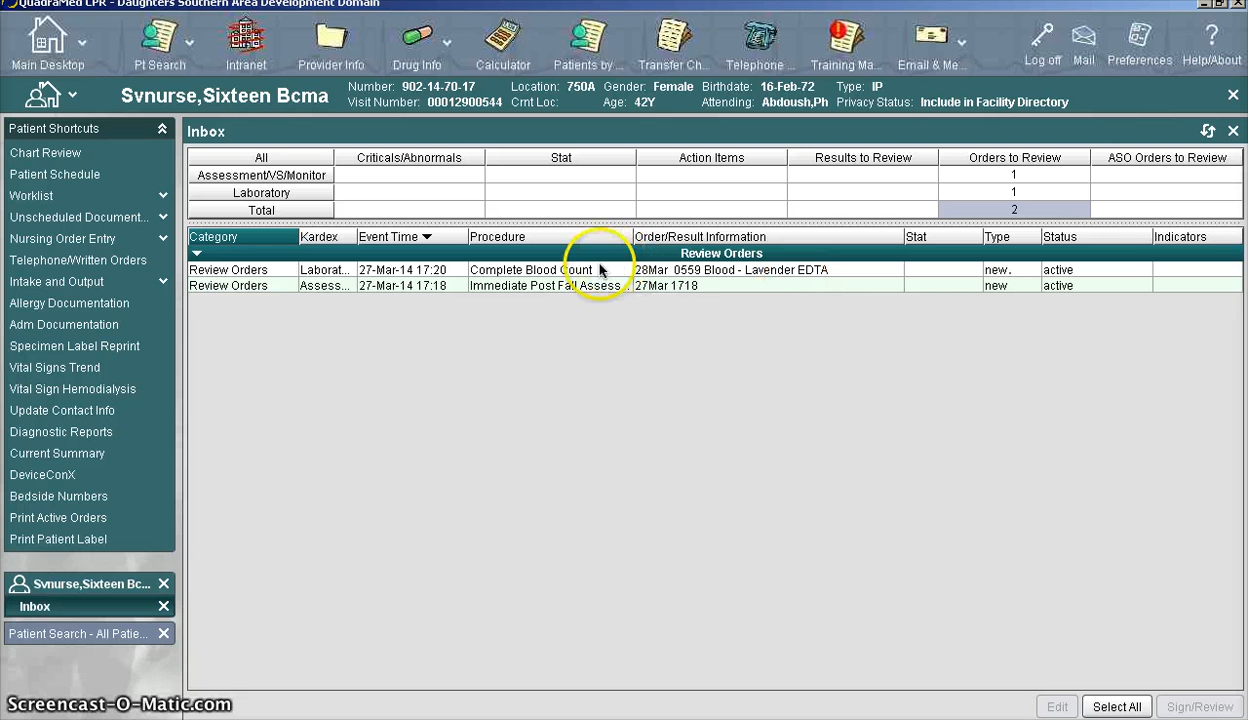 QuadraMed CPR - Daughters Southern Area Development Domain
Main Desktop
Pt Search
Intranet
Provider Info
Drug Info
Calculator
Patients by ...
Transfer Ch...
Telephone ...
Training Ma...
Email & Me...
Log off
Mail
Preferences
Help/About
Svnurse,Sixteen Bcma
Number: 902-14-70-17 Location: 750A Gender: Female Birthdate: 16-Feb-72 Type: IP
Visit Number: 00012900544 Crnt Loc: Age: 42Y Attending: Abdoush,Ph Privacy Status: Include in Facility Directory
Patient Shortcuts
Chart Review
Patient Schedule
Worklist
Unscheduled Document...
Nursing Order Entry
Telephone/Written Orders
Intake and Output
Allergy Documentation
Adm Documentation
Specimen Label Reprint
Vital Signs Trend
Vital Sign Hemodialysis
Update Contact Info
Diagnostic Reports
Current Summary
DeviceConX
Bedside Numbers
Print Active Orders
Print Patient Label
Svnurse,Sixteen Bc...
Inbox
Patient Search - All Patie...
Inbox
All Criticals/Abnormals Stat Action Items Results to Review Orders to Review ASO Orders to Review
Assessment/VS/Monitor 1
Laboratory 1
Total 2
Category Kardex Event Time Procedure Order/Result Information Stat Type Status Indicators
Review Orders
Review Orders Laborat... 27-Mar-14 17:20 Complete Blood Count 28Mar 0559 Blood - Lavender EDTA new. active
Review Orders Assess... 27-Mar-14 17:18 Immediate Post Fall Assess... 27Mar 1718 new active
Edit
Select All
Sign/Review
Screencast-O-Matic.com